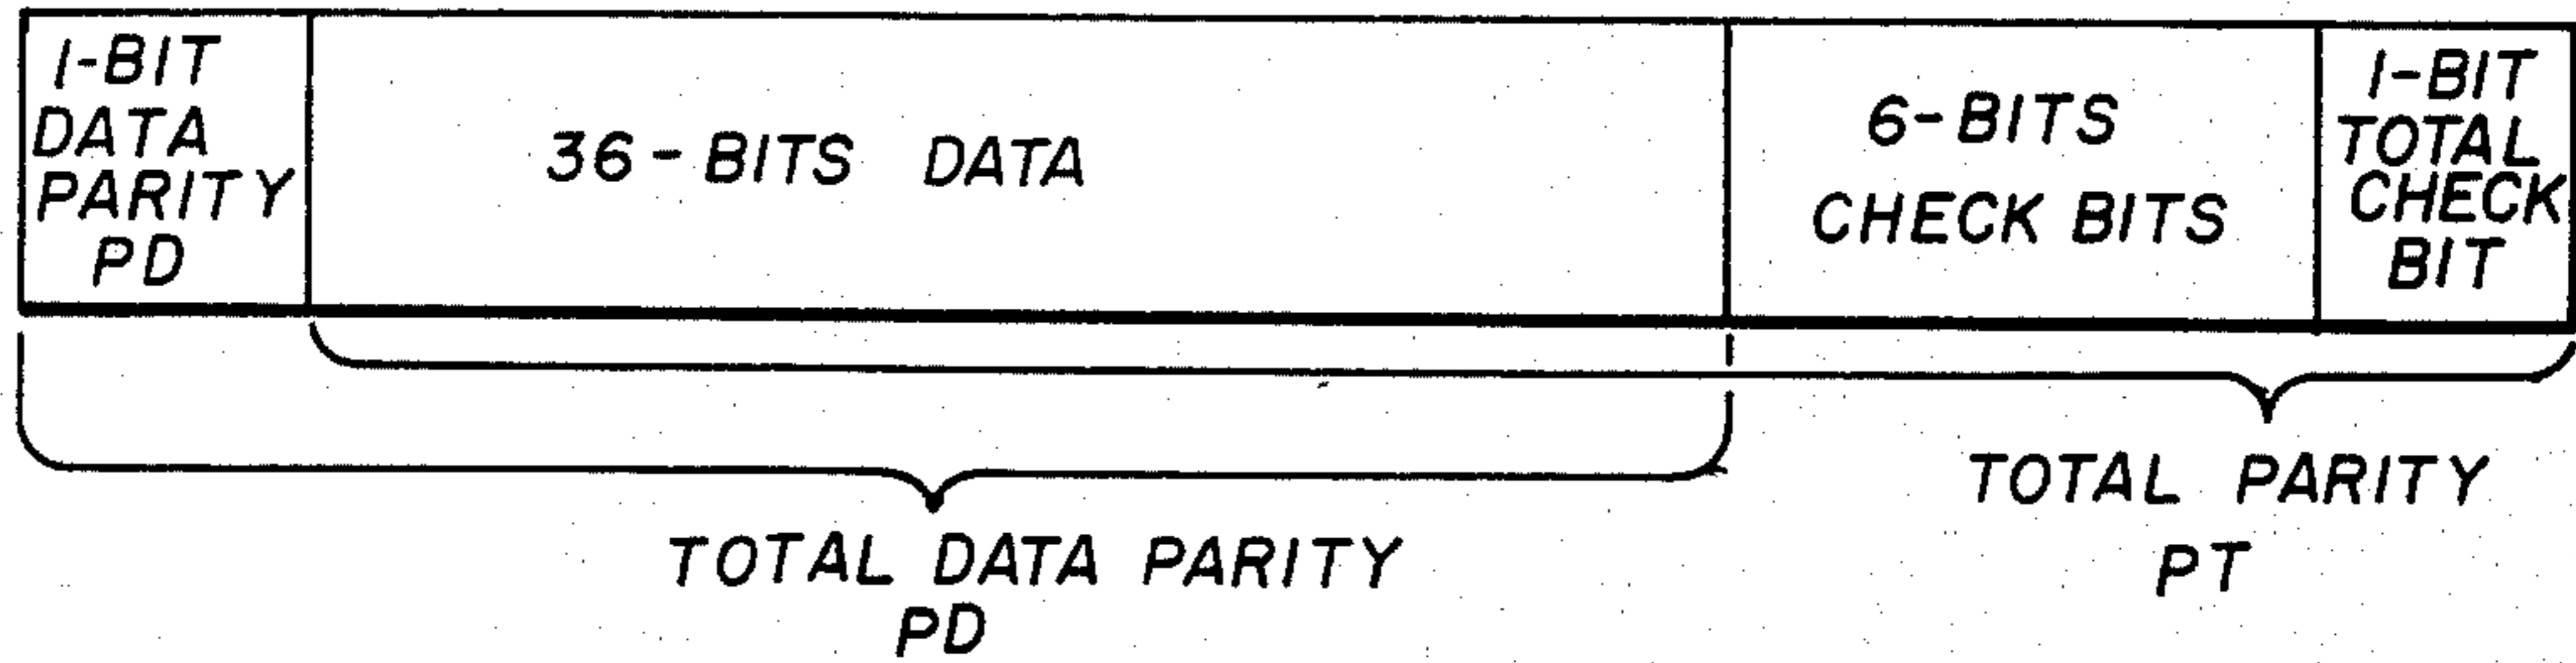 1-BIT
DATA
PARITY
PD
36-BITS DATA
6-BITS
CHECK BITS
1-BIT
TOTAL
CHECK
BIT
TOTAL DATA PARITY
PD
TOTAL PARITY
PT